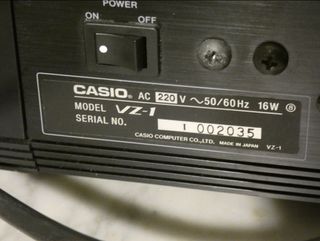 POWER
ON OFF
CASIO® AC 220 V ~50/60Hz 16W ⑧
MODEL VZ-1
SERIAL NO. 1 002035
CASIO COMPUTER CO., LTD. MADE IN JAPAN VZ-1